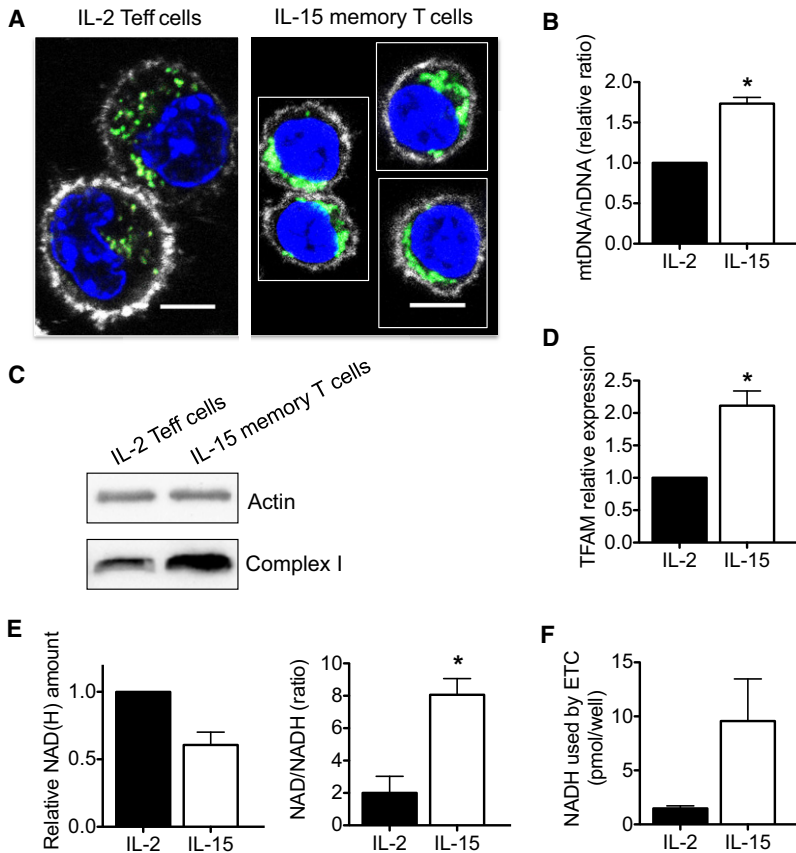 A
IL-2 Teff cells
IL-15 memory T cells
B
mtDNA/nDNA (relative ratio)
2.0
1.5
1.0
0.5
0.0
*
IL-2
IL-15
C
IL-2 Teff cells
IL-15 memory T cells
Actin
Complex I
D
TFAM relative expression
2.5
2.0
1.5
1.0
0.5
0.0
*
IL-2
IL-15
E
Relative NAD(H) amount
1.0
0.5
0.0
IL-2
IL-15
NAD/NADH (ratio)
10
8
6
4
2
0
*
IL-2
IL-15
F
NADH used by ETC
(pmol/well)
15
10
5
0
IL-2
IL-15